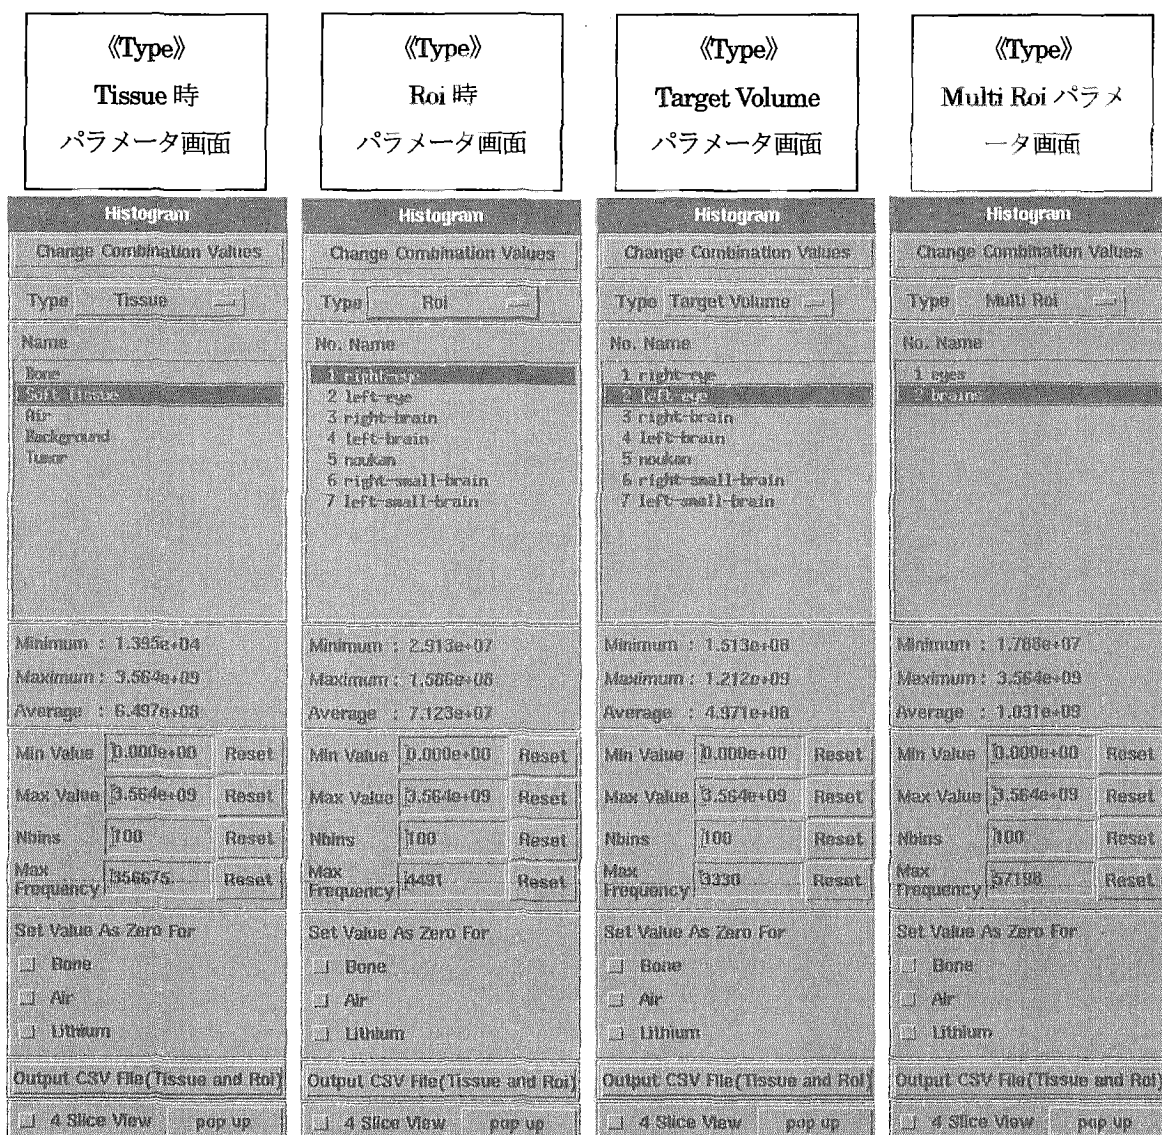 《Type》
Tissue 時
パラメータ画面
《Type》
Roi 時
パラメータ画面
《Type》
Target Volume
パラメータ画面
《Type》
Multi Roi パラメ
ータ画面
Histogram
Change Combination Values
Type Tissue
Name
Bone
Soft Tissue
Air
Background
Tumor
Minimum : 1.395e+04
Maximum : 3.564e+09
Average : 6.497e+08
Min Value 0.000e+00 Reset
Max Value 3.564e+09 Reset
Nbins 100 Reset
Max
Frequency 356675 Reset
Set Value As Zero For
Bone
Air
Lithium
Output CSV File(Tissue and Roi)
4 Slice View pop up
Histogram
Change Combination Values
Type Roi
No. Name
1 right-eye
2 left-eye
3 right-brain
4 left-brain
5 noukan
6 right-small-brain
7 left-small-brain
Minimum : 2.913e+07
Maximum : 1.586e+08
Average : 7.123e+07
Min Value 0.000e+00 Reset
Max Value 3.564e+09 Reset
Nbins 100 Reset
Max
Frequency 4491 Reset
Set Value As Zero For
Bone
Air
Lithium
Output CSV File(Tissue and Roi)
4 Slice View pop up
Histogram
Change Combination Values
Type Target Volume
No. Name
1 right-eye
2 left-eye
3 right-brain
4 left-brain
5 noukan
6 right-small-brain
7 left-small-brain
Minimum : 1.513e+08
Maximum : 1.212e+09
Average : 4.971e+08
Min Value 0.000e+00 Reset
Max Value 3.564e+09 Reset
Nbins 100 Reset
Max
Frequency 3330 Reset
Set Value As Zero For
Bone
Air
Lithium
Output CSV File(Tissue and Roi)
4 Slice View pop up
Histogram
Change Combination Values
Type Multi Roi
No. Name
1 eyes
2 brains
Minimum : 1.788e+07
Maximum : 3.564e+09
Average : 1.031e+09
Min Value 0.000e+00 Reset
Max Value 3.564e+09 Reset
Nbins 100 Reset
Max
Frequency 57198 Reset
Set Value As Zero For
Bone
Air
Lithium
Output CSV File(Tissue and Roi)
4 Slice View pop up